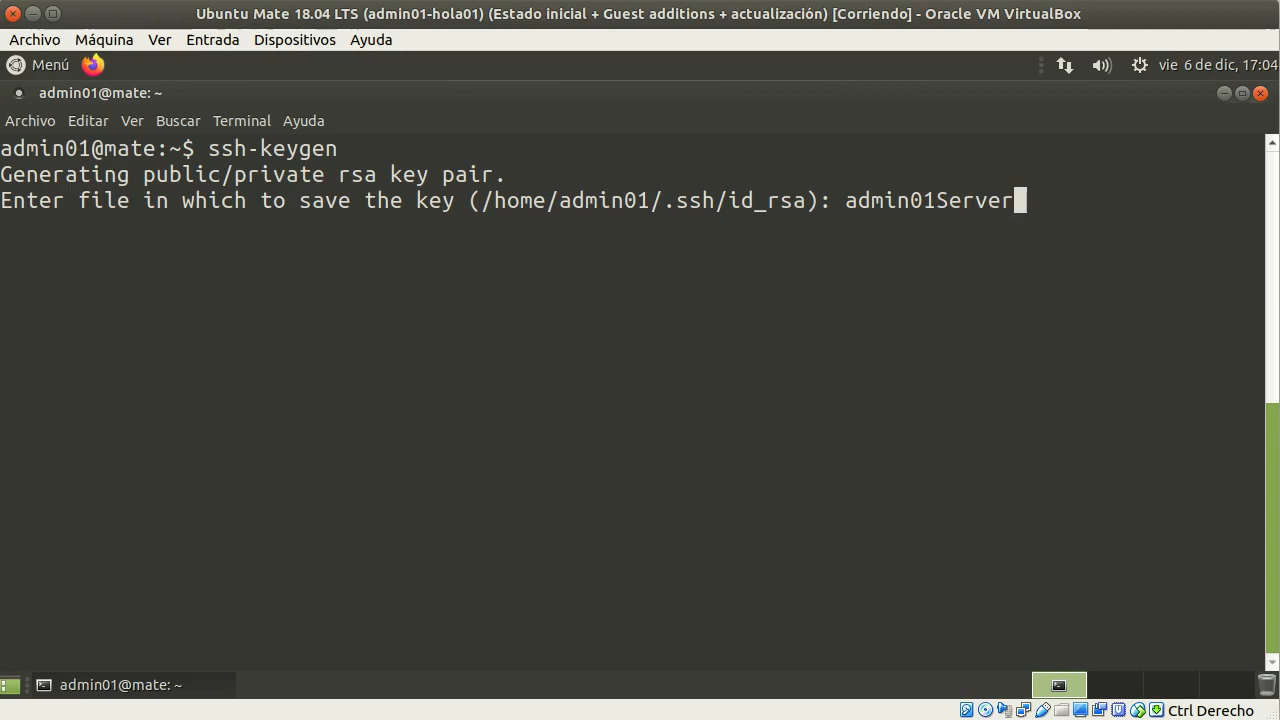 Ubuntu Mate 18.04 LTS (admin01-hola01) (Estado inicial + Guest additions + actualización) [Corriendo] - Oracle VM VirtualBox
Archivo Máquina Ver Entrada Dispositivos Ayuda
Menú vie 6 de dic, 17:04
admin01@mate: ~
Archivo Editar Ver Buscar Terminal Ayuda
admin01@mate:~$ ssh-keygen
Generating public/private rsa key pair.
Enter file in which to save the key (/home/admin01/.ssh/id_rsa): admin01Server
admin01@mate: ~
Ctrl Derecho